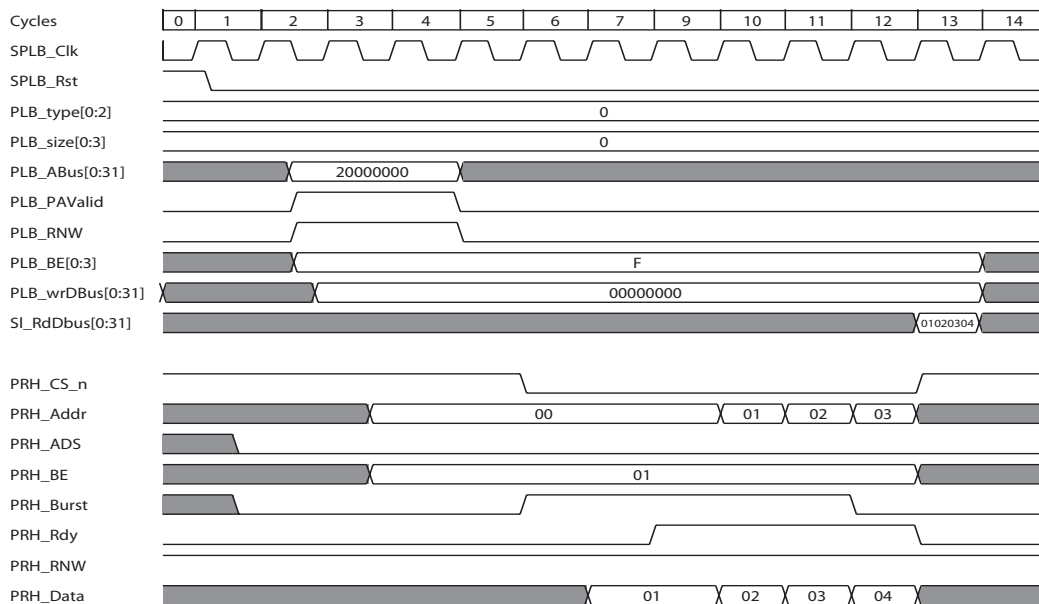 Cycles 0 1 2 3 4 5 6 7 9 10 11 12 13 14
SPLB_Clk
SPLB_Rst
PLB_type[0:2] 0
PLB_size[0:3] 0
PLB_ABus[0:31] 20000000
PLB_PAValid
PLB_RNW
PLB_BE[0:3] F
PLB_wrDBus[0:31] 00000000
Sl_RdDbus[0:31] 01020304
PRH_CS_n
PRH_Addr 00 01 02 03
PRH_ADS
PRH_BE 01
PRH_Burst
PRH_Rdy
PRH_RNW
PRH_Data 01 02 03 04